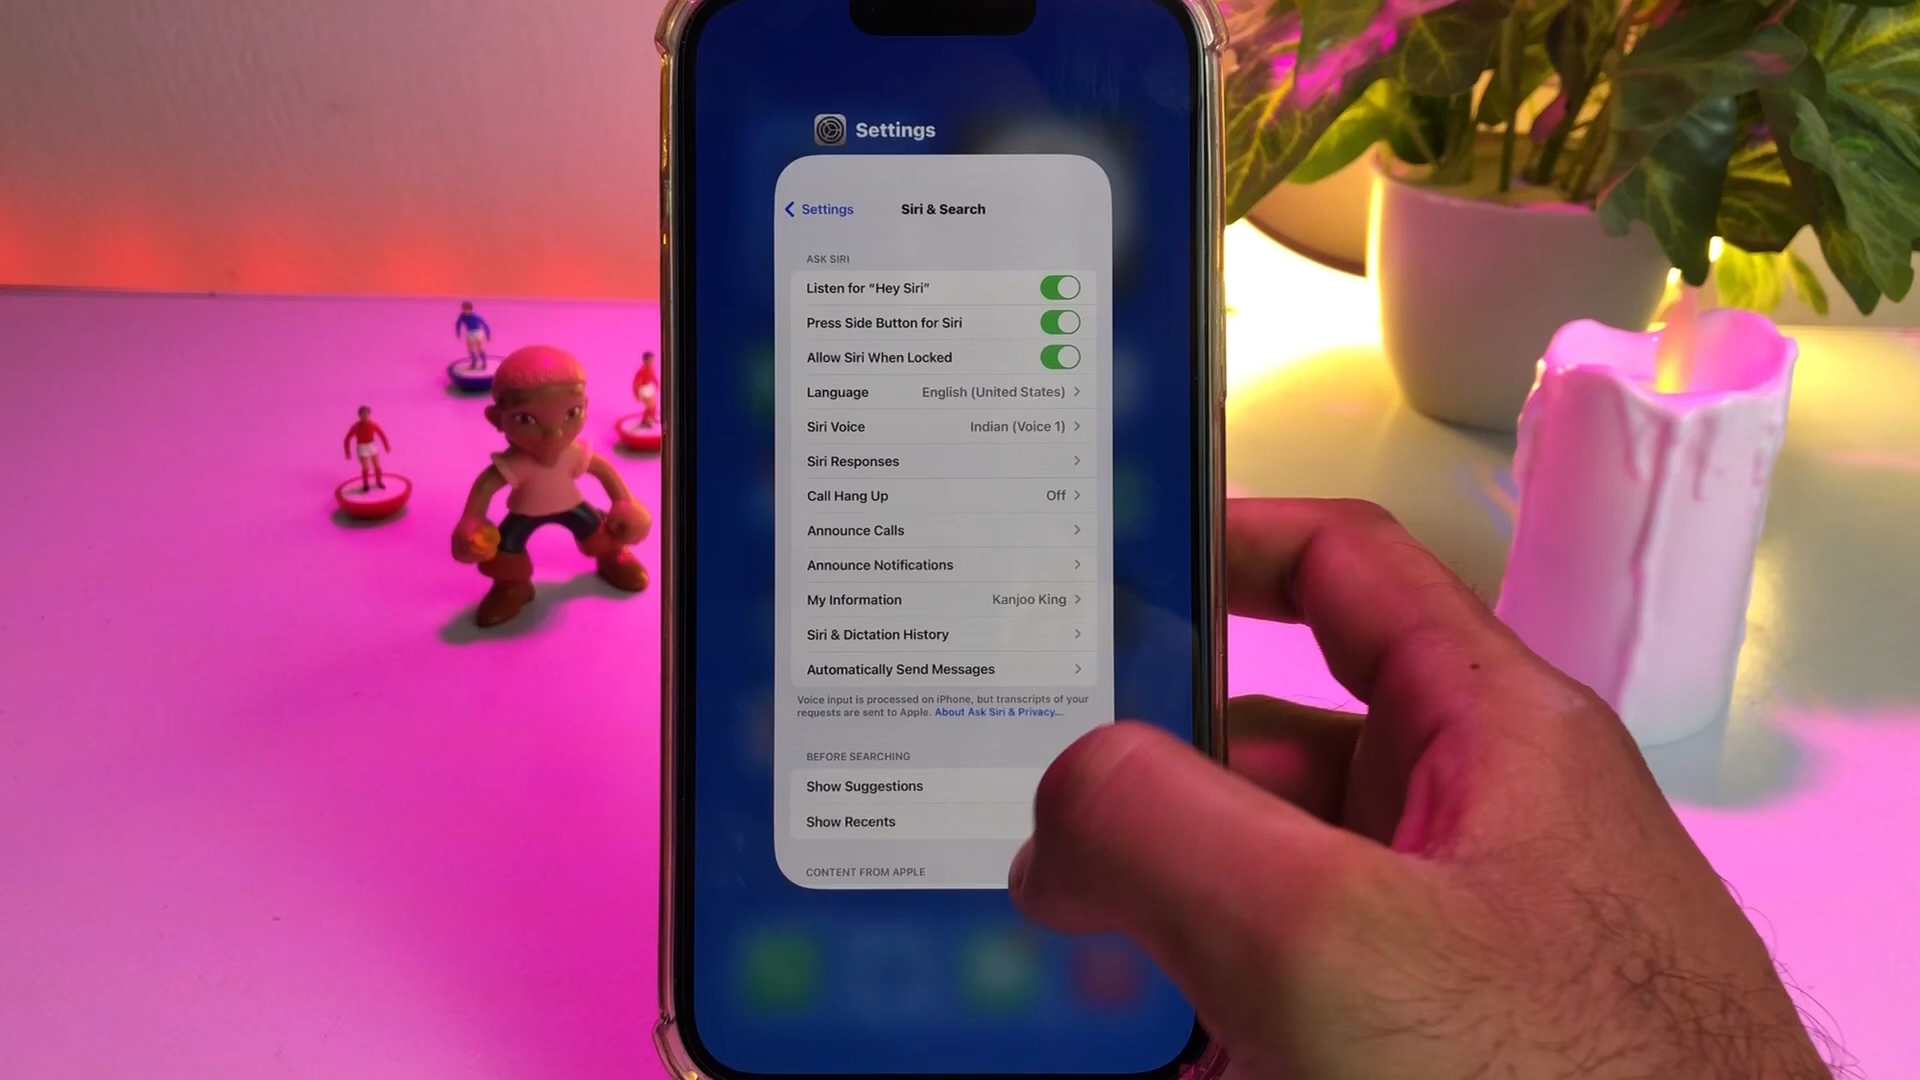 Settings
Settings
Siri & Search
ASK SIRI
Listen for “Hey Siri”
Press Side Button for Siri
Allow Siri When Locked
Language English (United States)
Siri Voice Indian (Voice 1)
Siri Responses
Call Hang Up Off
Announce Calls
Announce Notifications
My Information Kanjoo King
Siri & Dictation History
Automatically Send Messages
Voice input is processed on iPhone, but transcripts of your
requests are sent to Apple. About Ask Siri & Privacy...
BEFORE SEARCHING
Show Suggestions
Show Recents
CONTENT FROM APPLE